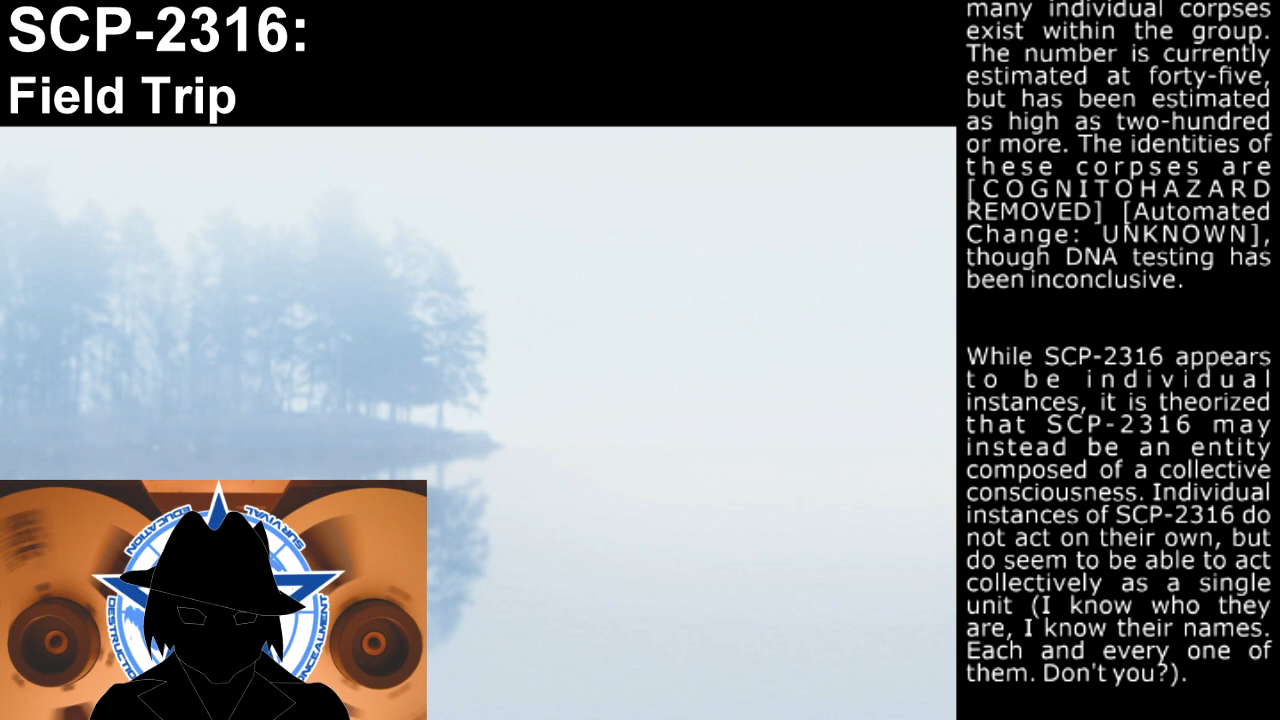 SCP-2316:
Field Trip
many individual corpses
exist within the group.
The number is currently
estimated at forty-five,
but has been estimated
as high as two-hundred
or more. The identities of
these corpses are
[COGNITOHAZARD
REMOVED] [Automated
Change: UNKNOWN],
though DNA testing has
been inconclusive.
While SCP-2316 appears
to be individual
instances, it is theorized
that SCP-2316 may
instead be an entity
composed of a collective
consciousness. Individual
instances of SCP-2316 do
not act on their own, but
do seem to be able to act
collectively as a single
unit (I know who they
are, I know their names.
Each and every one of
them. Don't you?).
EDUCATION
SURVIVAL